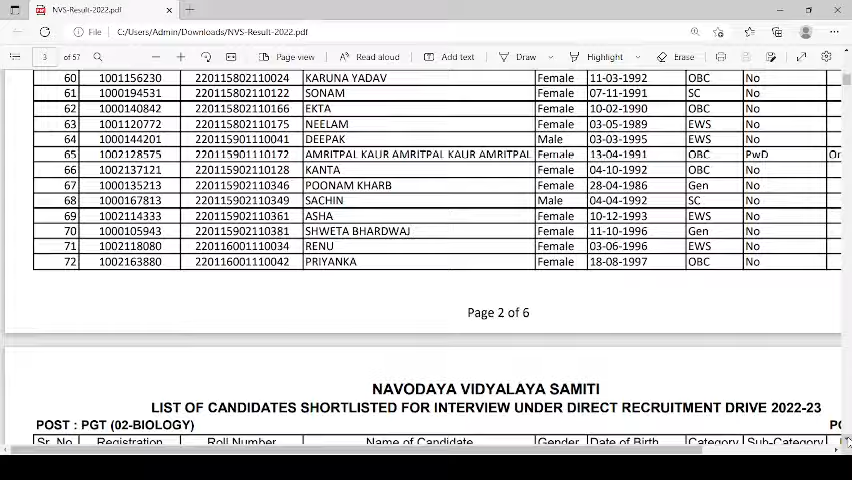 NVS-Result-2022.pdf
File C:/Users/Admin/Downloads/NVS-Result-2022.pdf
3 of 57 Page view Read aloud Add text Draw Highlight Erase
60 1001156230 220115802110024 KARUNA YADAV Female 11-03-1992 OBC No
61 1000194531 220115802110122 SONAM Female 07-11-1991 SC No
62 1000140842 220115802110166 EKTA Female 10-02-1990 OBC No
63 1001120772 220115802110175 NEELAM Female 03-05-1989 EWS No
64 1000144201 220115901110041 DEEPAK Male 03-03-1995 EWS No
65 1002128575 220115901110172 AMRITPAL KAUR AMRITPAL KAUR AMRITPAL Female 13-04-1991 OBC PwD
66 1002137121 220115902110128 KANTA Female 04-10-1992 OBC No
67 1000135213 220115902110346 POONAM KHARB Female 28-04-1986 Gen No
68 1000167813 220115902110349 SACHIN Male 04-04-1992 SC No
69 1002114333 220115902110361 ASHA Female 10-12-1993 EWS No
70 1000105943 220115902110381 SHWETA BHARDWAJ Female 11-10-1996 Gen No
71 1002118080 220116001110034 RENU Female 03-06-1996 EWS No
72 1002163880 220116001110042 PRIYANKA Female 18-08-1997 OBC No
Page 2 of 6
NAVODAYA VIDYALAYA SAMITI
LIST OF CANDIDATES SHORTLISTED FOR INTERVIEW UNDER DIRECT RECRUITMENT DRIVE 2022-23
POST : PGT (02-BIOLOGY)
Sr. No Registration Roll Number Name of Candidate Gender Date of Birth Category Sub-Category